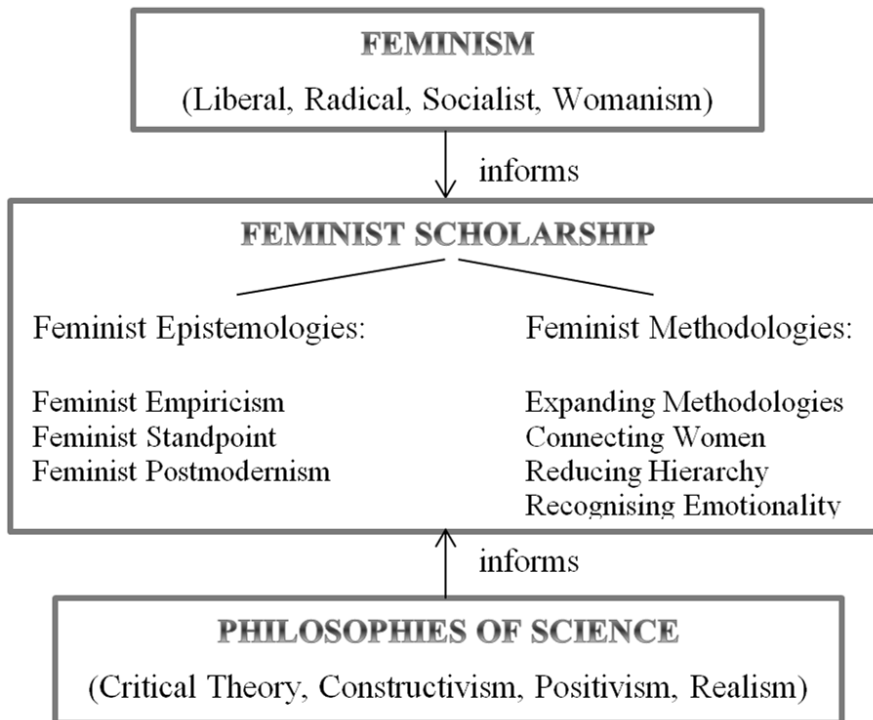 FEMINISM
(Liberal, Radical, Socialist, Womanism)
informs
FEMINIST SCHOLARSHIP
Feminist Epistemologies:
Feminist Empiricism
Feminist Standpoint
Feminist Postmodernism
Feminist Methodologies:
Expanding Methodologies
Connecting Women
Reducing Hierarchy
Recognising Emotionality
informs
PHILOSOPHIES OF SCIENCE
(Critical Theory, Constructivism, Positivism, Realism)